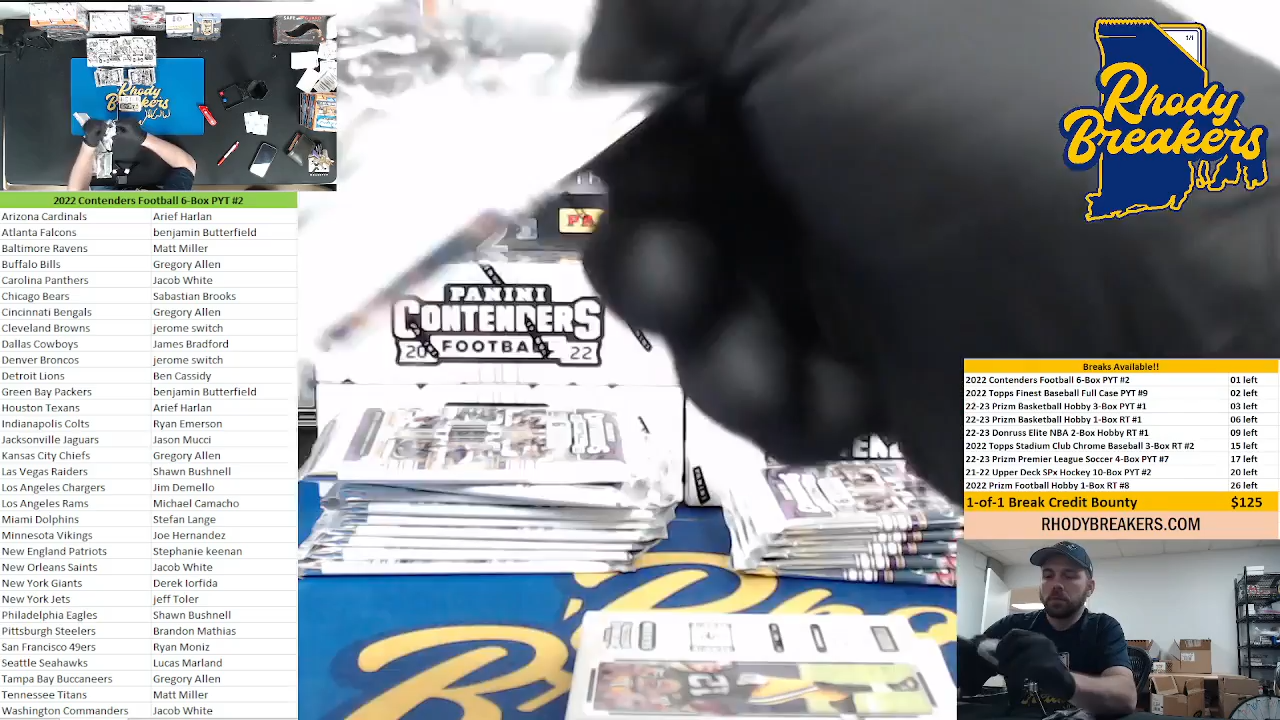 SAFE GUARD
Rhody
Breakers
1/1
Rhody
Breakers
2022 Contenders Football 6-Box PYT #2
Arizona Cardinals Arief Harlan
Atlanta Falcons benjamin Butterfield
Baltimore Ravens Matt Miller
Buffalo Bills Gregory Allen
Carolina Panthers Jacob White
Chicago Bears Sabastian Brooks
Cincinnati Bengals Gregory Allen
Cleveland Browns jerome switch
Dallas Cowboys James Bradford
Denver Broncos jerome switch
Detroit Lions Ben Cassidy
Green Bay Packers benjamin Butterfield
Houston Texans Arief Harlan
Indianapolis Colts Ryan Emerson
Jacksonville Jaguars Jason Mucci
Kansas City Chiefs Gregory Allen
Las Vegas Raiders Shawn Bushnell
Los Angeles Chargers Jim Demello
Los Angeles Rams Michael Camacho
Miami Dolphins Stefan Lange
Minnesota Vikings Joe Hernandez
New England Patriots Stephanie keenan
New Orleans Saints Jacob White
New York Giants Derek Iorfida
New York Jets jeff Toler
Philadelphia Eagles Shawn Bushnell
Pittsburgh Steelers Brandon Mathias
San Francisco 49ers Ryan Moniz
Seattle Seahawks Lucas Marland
Tampa Bay Buccaneers Gregory Allen
Tennessee Titans Matt Miller
Washington Commanders Jacob White
PANINI
CONTENDERS
20 FOOTBALL 22
Breaks Available!!
2022 Contenders Football 6-Box PYT #2 01 left
2022 Topps Finest Baseball Full Case PYT #9 02 left
22-23 Prizm Basketball Hobby 3-Box PYT #1 03 left
22-23 Prizm Basketball Hobby 1-Box RT #1 06 left
22-23 Donruss Elite NBA 2-Box Hobby RT #1 09 left
2022 Topps Stadium Club Chrome Baseball 3-Box RT #2 15 left
22-23 Prizm Premier League Soccer 4-Box PYT #7 17 left
21-22 Upper Deck SPx Hockey 10-Box PYT #2 20 left
2022 Prizm Football Hobby 1-Box RT #8 26 left
1-of-1 Break Credit Bounty $125
RHODYBREAKERS.COM